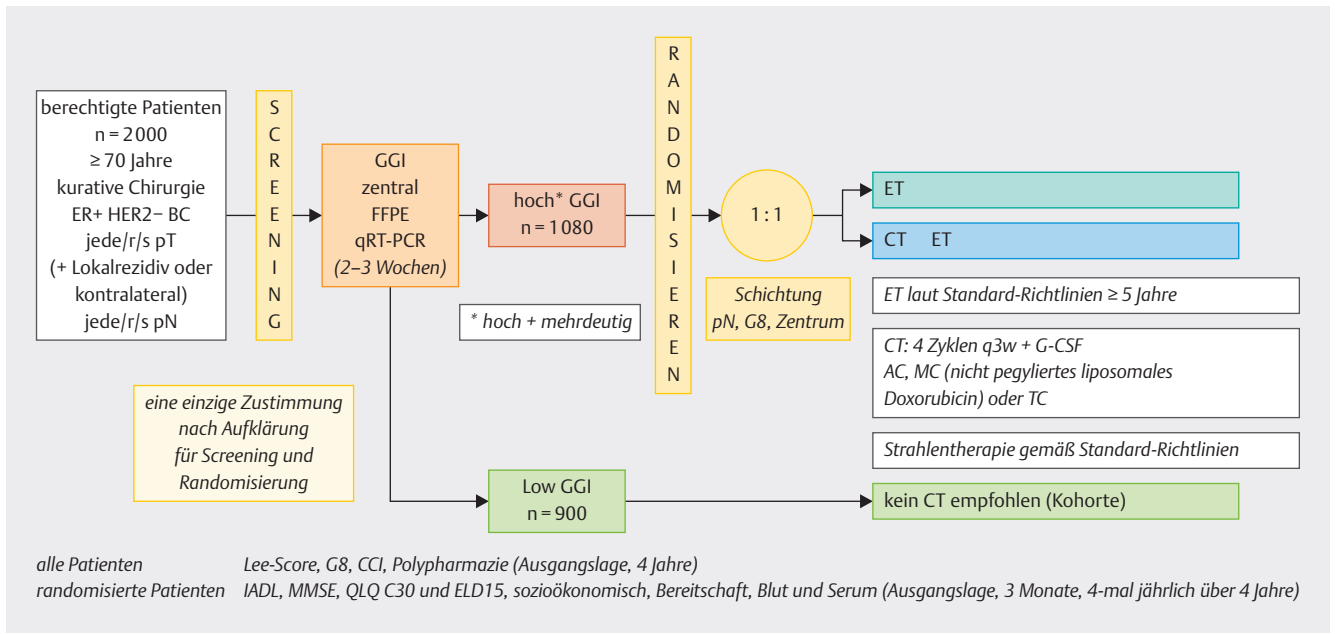 berechtigte Patienten
n = 2000
≥ 70 Jahre
kurative Chirurgie
ER+ HER2− BC
jede/r/s pT
(+ Lokalrezidiv oder
kontralateral)
jede/r/s pN
SCREENING
GGI
zentral
FFPE
qRT-PCR
(2–3 Wochen)
hoch* GGI
n = 1080
* hoch + mehrdeutig
RANDOMISIEREN
1 : 1
Schichtung
pN, G8, Zentrum
ET
CT ET
ET laut Standard-Richtlinien ≥ 5 Jahre
CT: 4 Zyklen q3w + G-CSF
AC, MC (nicht pegyliertes liposomales
Doxorubicin) oder TC
Strahlentherapie gemäß Standard-Richtlinien
eine einzige Zustimmung
nach Aufklärung
für Screening und
Randomisierung
Low GGI
n = 900
kein CT empfohlen (Kohorte)
alle Patienten Lee-Score, G8, CCI, Polypharmazie (Ausgangslage, 4 Jahre)
randomisierte Patienten IADL, MMSE, QLQ C30 und ELD15, sozioökonomisch, Bereitschaft, Blut und Serum (Ausgangslage, 3 Monate, 4-mal jährlich über 4 Jahre)